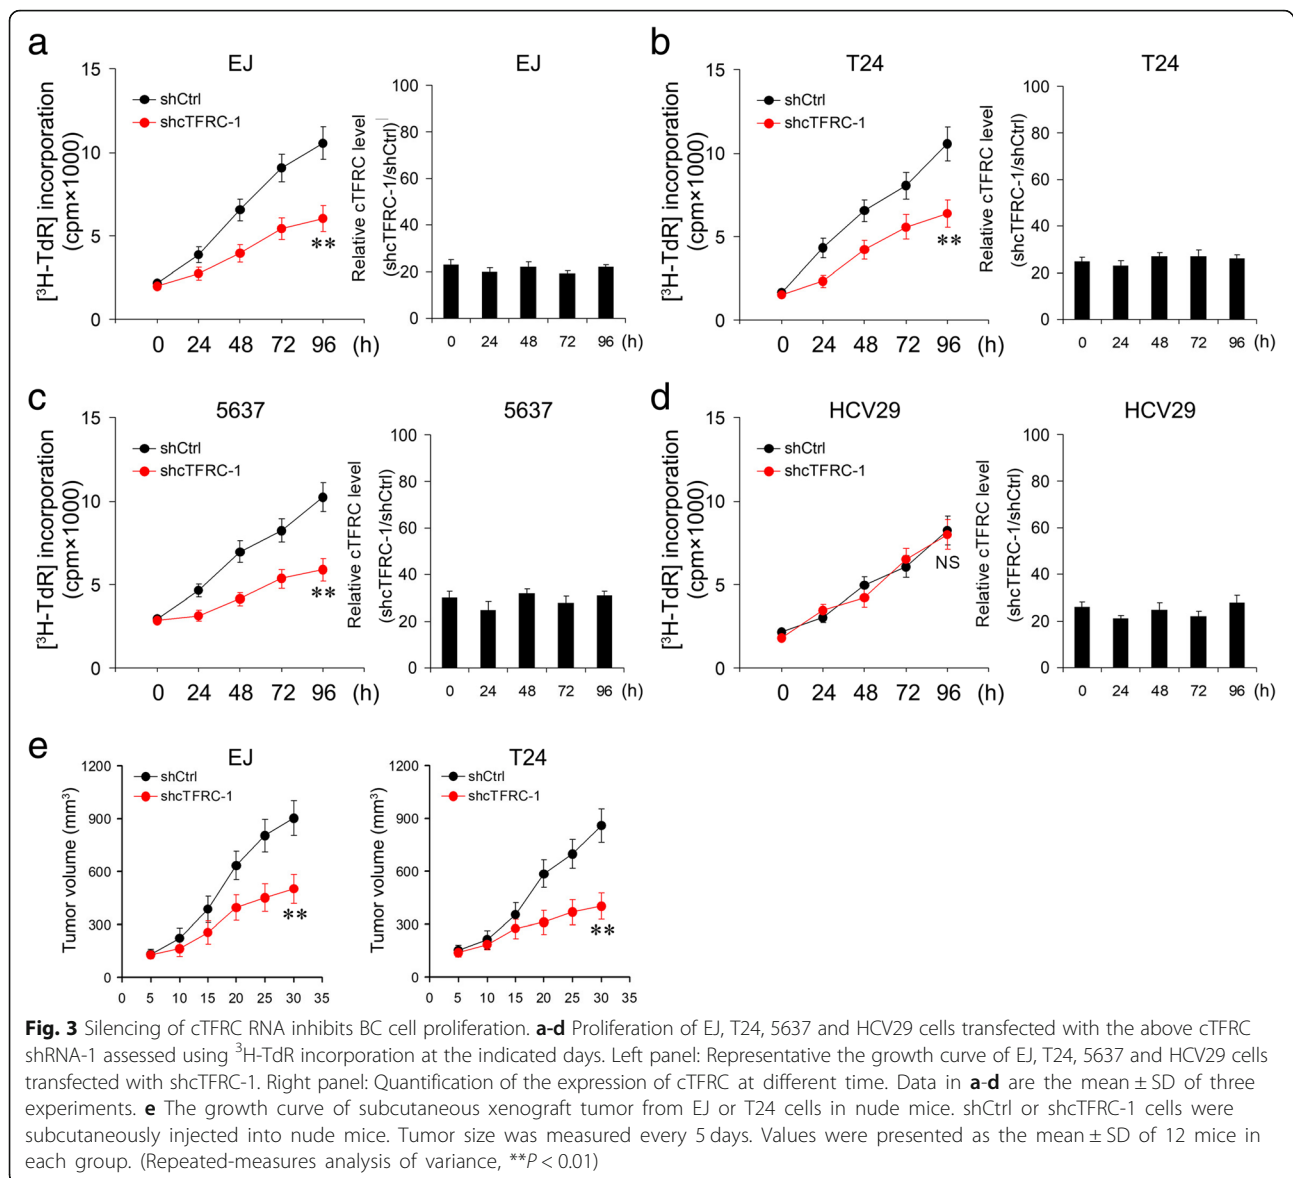 a
EJ
[³H-TdR] incorporation
(cpm×1000)
15
10
5
0
shCtrl
shcTFRC-1
**
0 24 48 72 96 (h)
EJ
Relative cTFRC level
(shcTFRC-1/shCtrl)
100
80
60
40
20
0
0 24 48 72 96 (h)
b
T24
[³H-TdR] incorporation
(cpm×1000)
15
10
5
0
shCtrl
shcTFRC-1
**
0 24 48 72 96 (h)
T24
Relative cTFRC level
(shcTFRC-1/shCtrl)
100
80
60
40
20
0
0 24 48 72 96 (h)
c
5637
[³H-TdR] incorporation
(cpm×1000)
15
10
5
0
shCtrl
shcTFRC-1
**
0 24 48 72 96 (h)
5637
Relative cTFRC level
(shcTFRC-1/shCtrl)
100
80
60
40
20
0
0 24 48 72 96 (h)
d
HCV29
[³H-TdR] incorporation
(cpm×1000)
15
10
5
0
shCtrl
shcTFRC-1
NS
0 24 48 72 96 (h)
HCV29
Relative cTFRC level
(shcTFRC-1/shCtrl)
100
80
60
40
20
0
0 24 48 72 96 (h)
e
EJ
Tumor volume (mm³)
1200
900
600
300
0
shCtrl
shcTFRC-1
**
0 5 10 15 20 25 30 35
T24
Tumor volume (mm³)
1200
900
600
300
0
shCtrl
shcTFRC-1
**
0 5 10 15 20 25 30 35
Fig. 3 Silencing of cTFRC RNA inhibits BC cell proliferation. a-d Proliferation of EJ, T24, 5637 and HCV29 cells transfected with the above cTFRC
shRNA-1 assessed using ³H-TdR incorporation at the indicated days. Left panel: Representative the growth curve of EJ, T24, 5637 and HCV29 cells
transfected with shcTFRC-1. Right panel: Quantification of the expression of cTFRC at different time. Data in a-d are the mean ± SD of three
experiments. e The growth curve of subcutaneous xenograft tumor from EJ or T24 cells in nude mice. shCtrl or shcTFRC-1 cells were
subcutaneously injected into nude mice. Tumor size was measured every 5 days. Values were presented as the mean ± SD of 12 mice in
each group. (Repeated-measures analysis of variance, **P < 0.01)